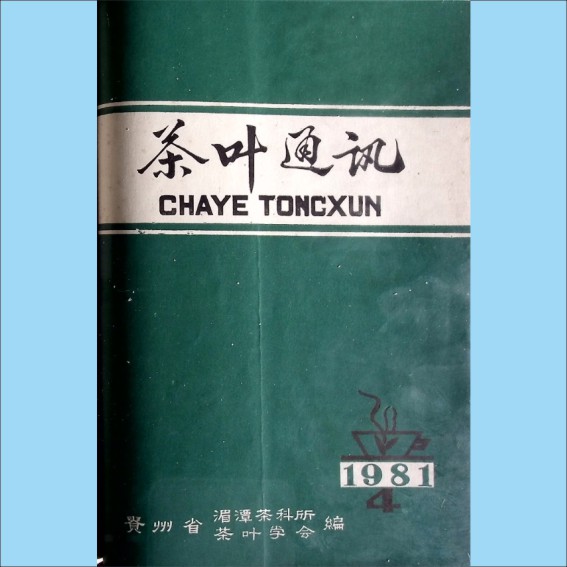 茶叶通讯
CHAYE TONGXUN
1981
4
贵州省 湄潭茶科所 编
茶叶学会